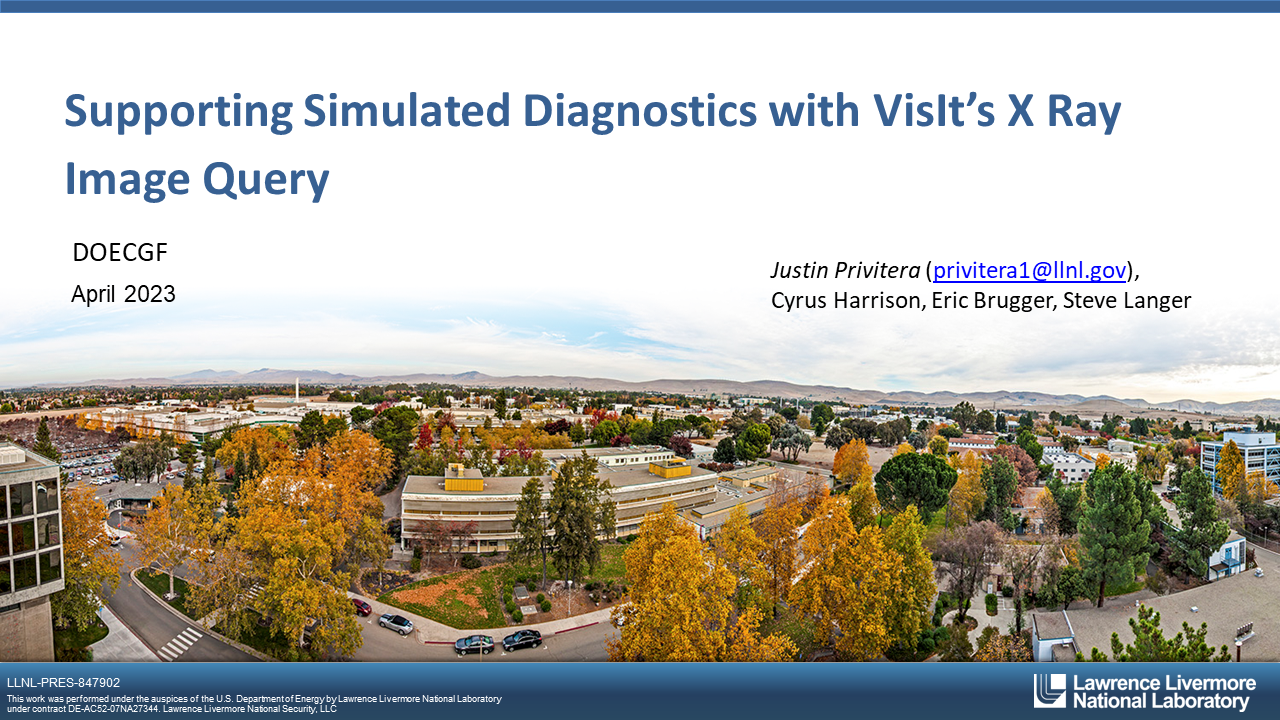 Supporting Simulated Diagnostics with VisIt’s X Ray
Image Query
DOECGF
April 2023
Justin Privitera (privitera1@llnl.gov),
Cyrus Harrison, Eric Brugger, Steve Langer
LLNL-PRES-847902
This work was performed under the auspices of the U.S. Department of Energy by Lawrence Livermore National Laboratory
under contract DE-AC52-07NA27344. Lawrence Livermore National Security, LLC
Lawrence Livermore
National Laboratory